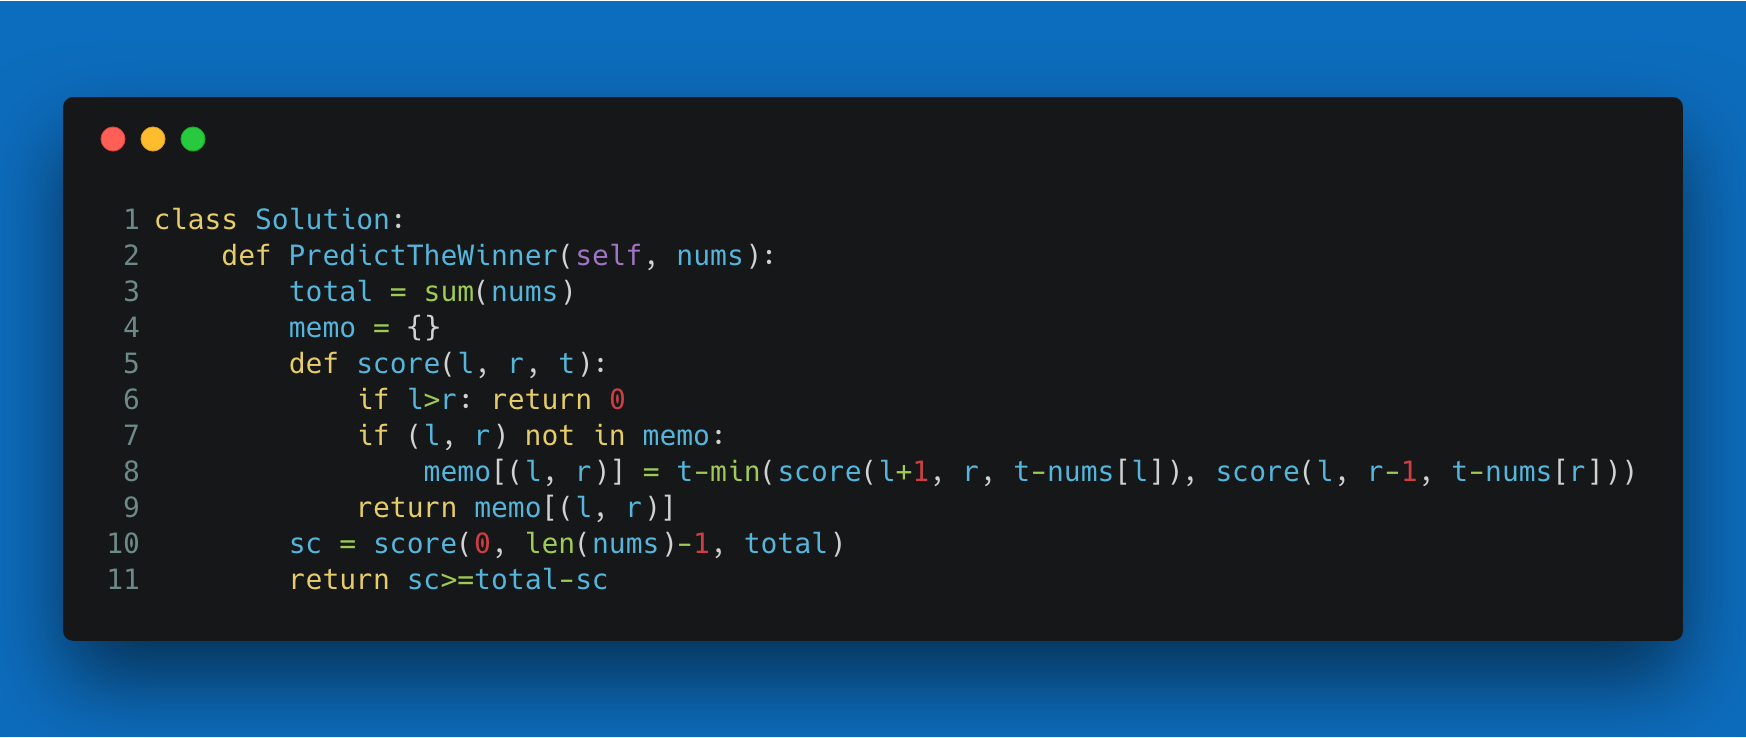 1 class Solution:
2     def PredictTheWinner(self, nums):
3         total = sum(nums)
4         memo = {}
5         def score(l, r, t):
6             if l>r: return 0
7             if (l, r) not in memo:
8                 memo[(l, r)] = t-min(score(l+1, r, t-nums[l]), score(l, r-1, t-nums[r]))
9             return memo[(l, r)]
10         sc = score(0, len(nums)-1, total)
11         return sc>=total-sc